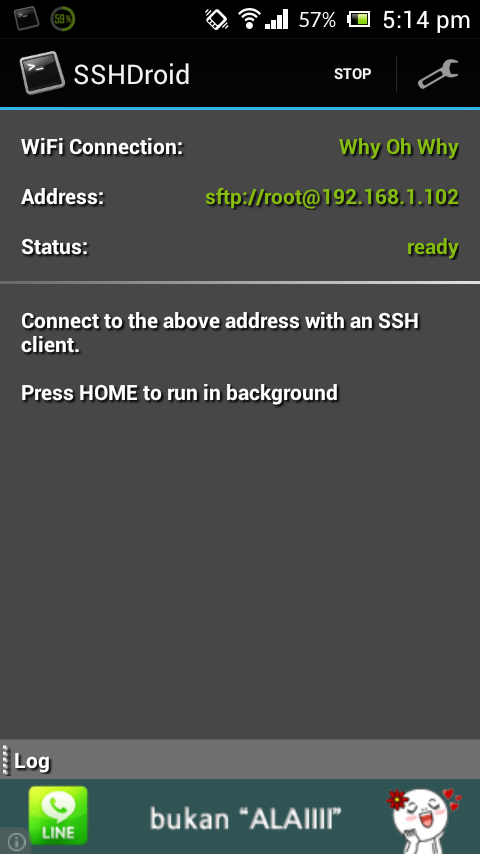 59% 57% 5:14 pm
SSHDroid STOP
WiFi Connection: Why Oh Why
Address: sftp://root@192.168.1.102
Status: ready
Connect to the above address with an SSH
client.
Press HOME to run in background
Log
LINE bukan “ALAIIII”